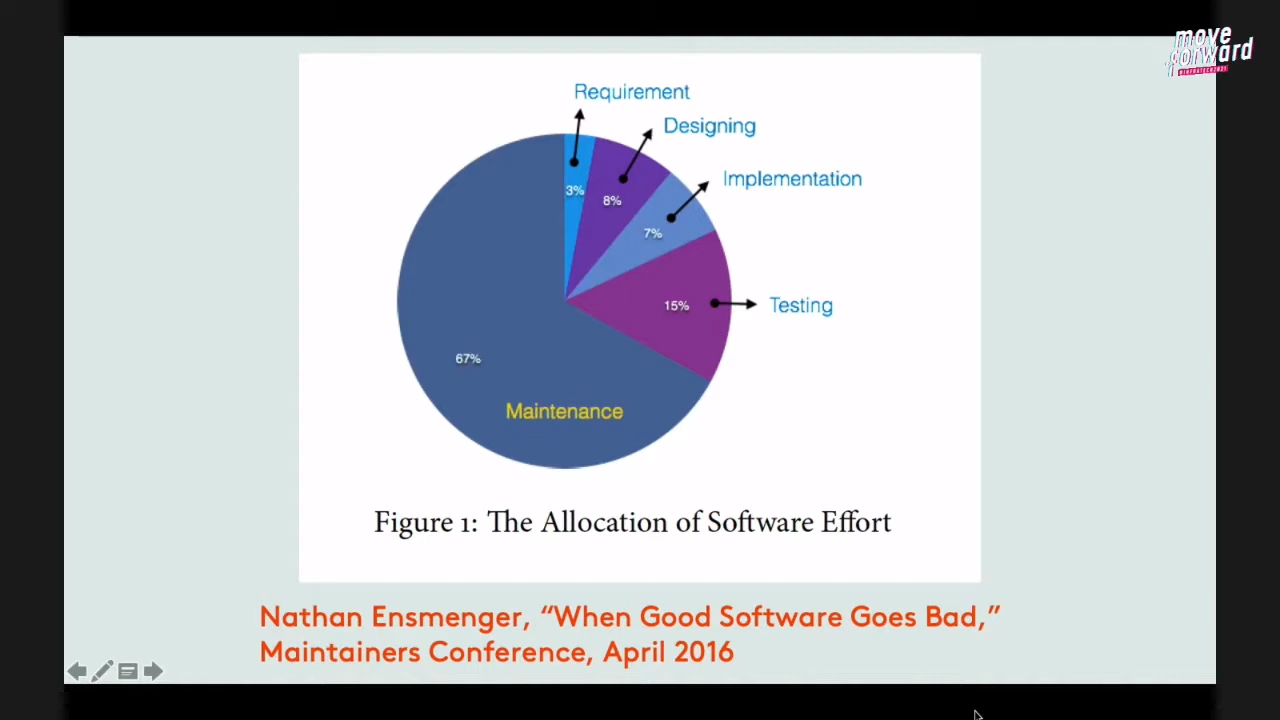 move
forward
#INFRATECH2021
Requirement
Designing
Implementation
3%
8%
7%
15%
Testing
67%
Maintenance
Figure 1: The Allocation of Software Effort
Nathan Ensmenger, “When Good Software Goes Bad,”
Maintainers Conference, April 2016